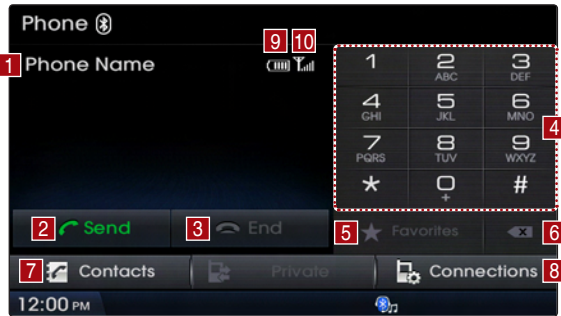 Phone
9 10
1 Phone Name
1 2 ABC 3 DEF
4 GHI 5 JKL 6 MNO
4
7 PQRS 8 TUV 9 WXYZ
* 0 + #
2 Send 3 End 5 Favorites 6
7 Contacts Private Connections 8
12:00 PM